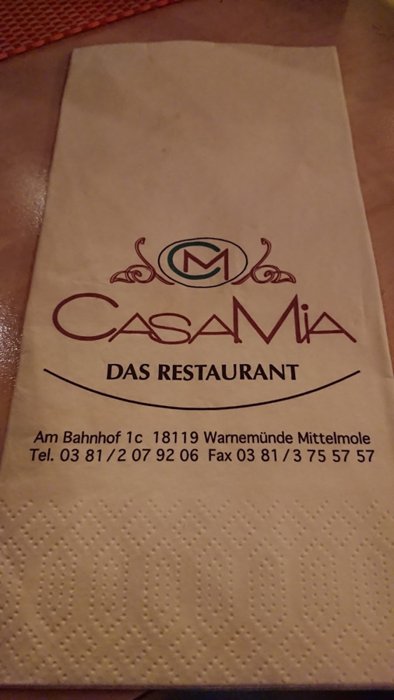 CM
CASAMIA
DAS RESTAURANT
Am Bahnhof 1c 18119 Warnemünde Mittelmole
Tel. 03 81/2 07 92 06 Fax 03 81/3 75 57 57